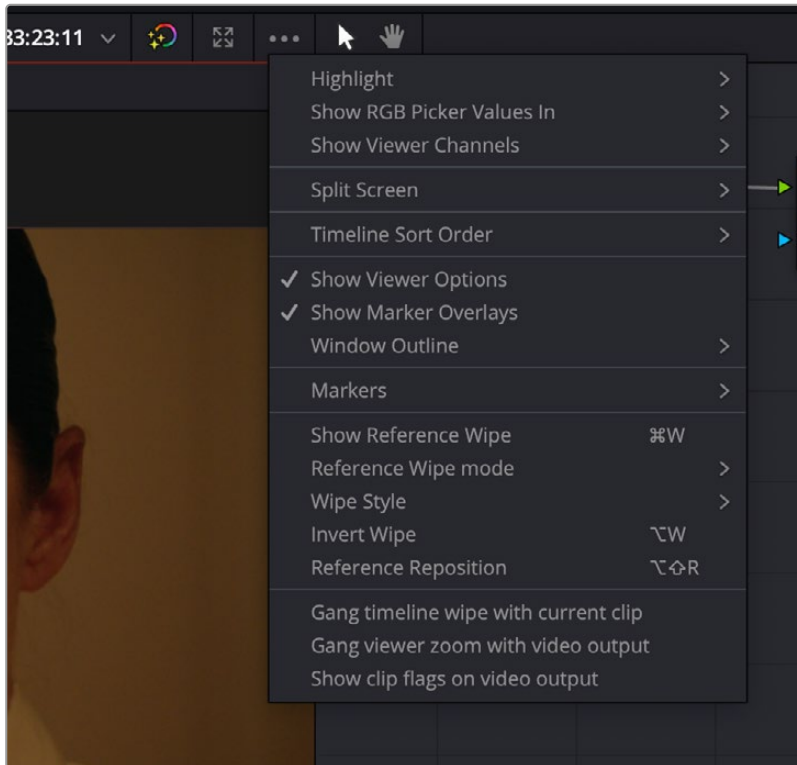 33:23:11
Highlight
Show RGB Picker Values In
Show Viewer Channels
Split Screen
Timeline Sort Order
✓ Show Viewer Options
✓ Show Marker Overlays
Window Outline
Markers
Show Reference Wipe ⌘W
Reference Wipe mode
Wipe Style
Invert Wipe ⌥W
Reference Reposition ⌥⇧R
Gang timeline wipe with current clip
Gang viewer zoom with video output
Show clip flags on video output